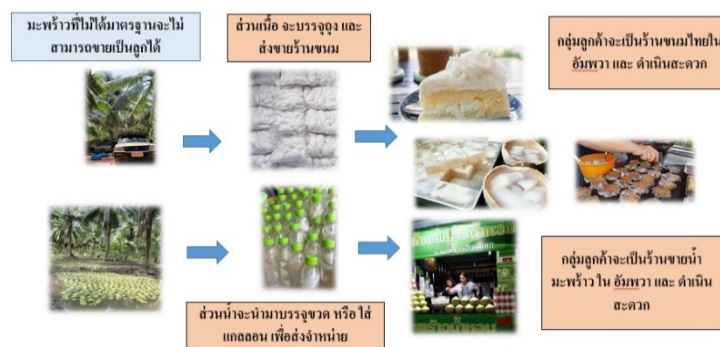 มะพร้าวที่ไม่ได้มาตรฐานจะไม่
สามารถขายเป็นลูกได้
ส่วนเนื้อ จะบรรจุถุง และ
ส่งขายร้านขนม
กลุ่มลูกค้าจะเป็นร้านขนมไทยใน
อัมพวา และ ดำเนินสะดวก
ส่วนน้ำจะนำมาบรรจุขวด หรือ ใส่
แกลลอน เพื่อส่งจำหน่าย
กลุ่มลูกค้าจะเป็นร้านขายน้ำ
มะพร้าว ใน อัมพวา และ ดำเนิน
สะดวก